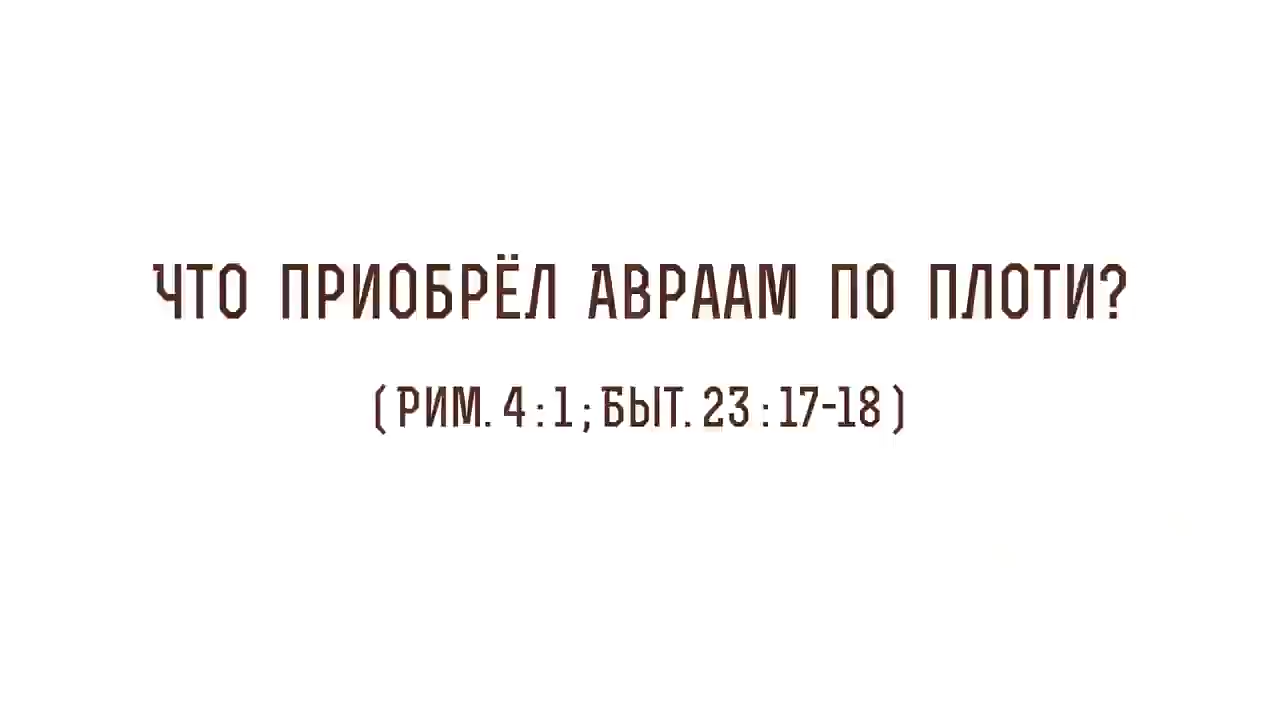 ЧТО ПРИОБРЁЛ АВРААМ ПО ПЛОТИ?
(РИМ. 4:1; БЫТ. 23:17-18)